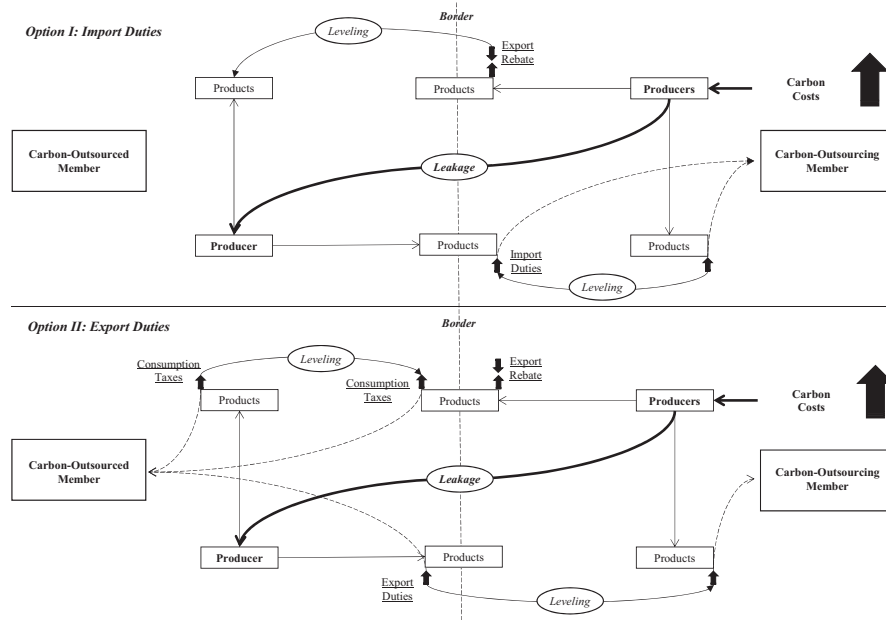 Border
Option I: Import Duties
Leveling
Export
Rebate
Products
Products
Producers
Carbon
Costs
Carbon-Outsourced
Member
Leakage
Carbon-Outsourcing
Member
Producer
Products
Products
Import
Duties
Leveling
Option II: Export Duties
Border
Consumption
Taxes
Leveling
Consumption
Taxes
Export
Rebate
Products
Products
Producers
Carbon
Costs
Carbon-Outsourced
Member
Leakage
Carbon-Outsourcing
Member
Producer
Products
Products
Export
Duties
Leveling